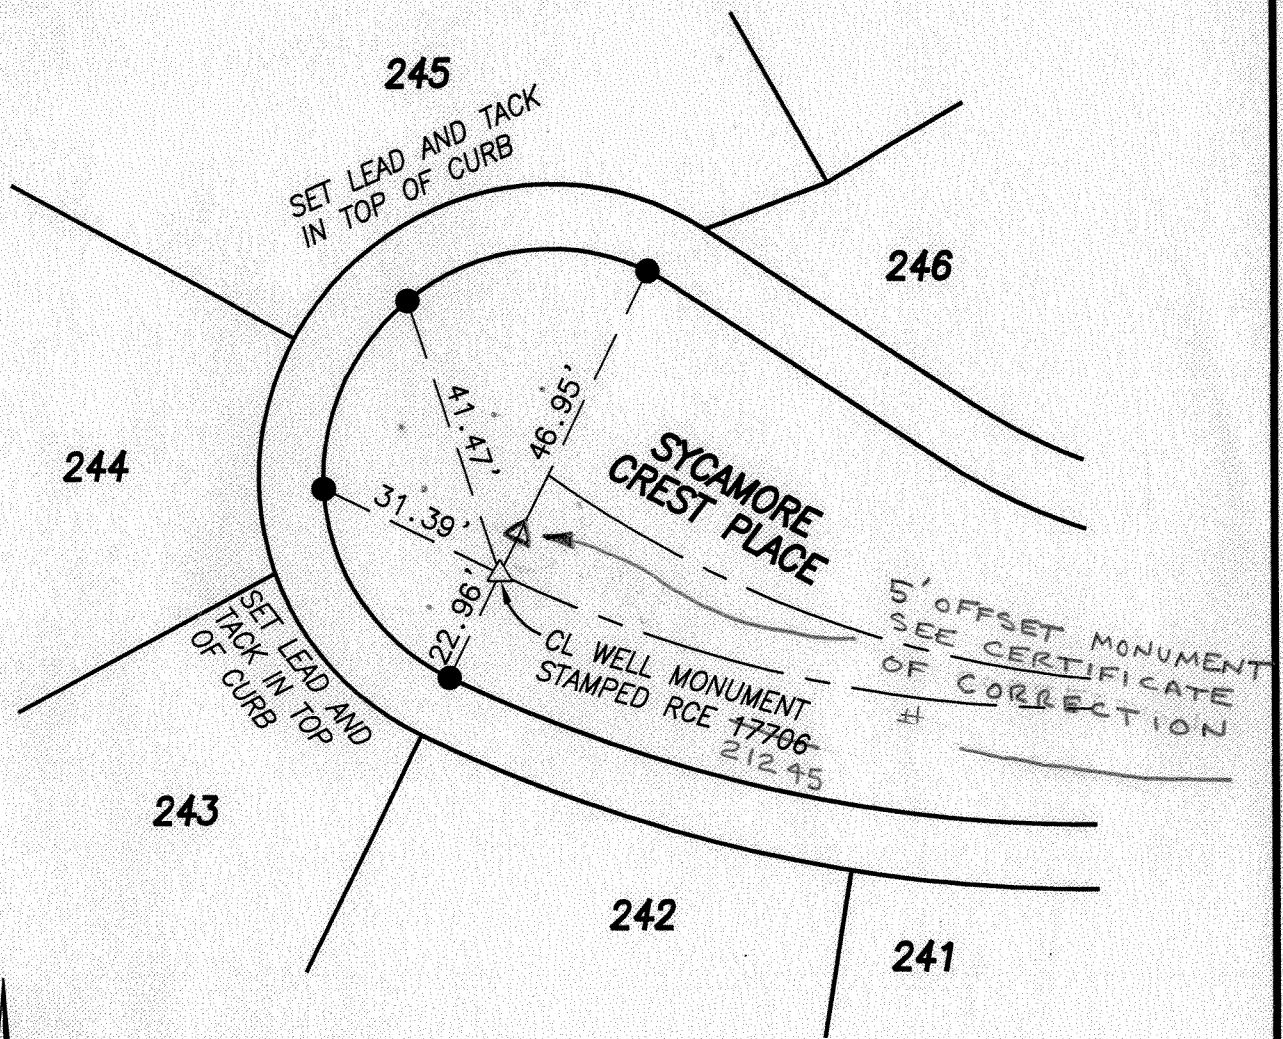 245
SET LEAD AND TACK
IN TOP OF CURB
246
244
41.47'
46.95'
31.39'
22.96'
SYCAMORE
CREST PLACE
5' OFFSET MONUMENT
SEE CERTIFICATE
OF CORRECTION
#
CL WELL MONUMENT
STAMPED RCE 17706
21245
SET LEAD AND
TACK IN TOP
OF CURB
243
242
241